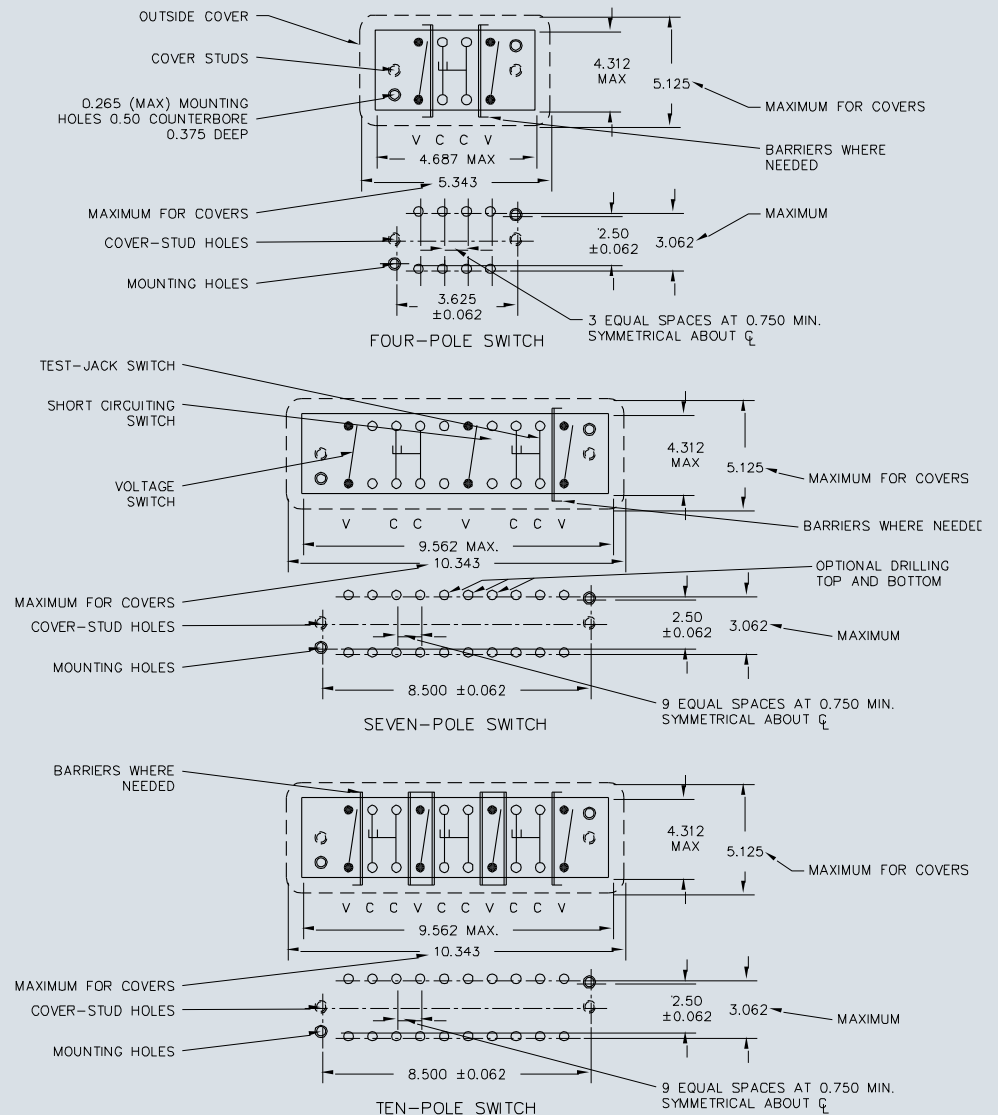 OUTSIDE COVER
COVER STUDS
0.265 (MAX) MOUNTING
HOLES 0.50 COUNTERBORE
0.375 DEEP
4.312
MAX
5.125
MAXIMUM FOR COVERS
BARRIERS WHERE
NEEDED
V C C V
4.687 MAX
5.343
MAXIMUM FOR COVERS
COVER-STUD HOLES
MOUNTING HOLES
2.50
±0.062
3.062
MAXIMUM
3.625
±0.062
3 EQUAL SPACES AT 0.750 MIN.
SYMMETRICAL ABOUT ℄
FOUR-POLE SWITCH
TEST-JACK SWITCH
SHORT CIRCUITING
SWITCH
VOLTAGE
SWITCH
4.312
MAX
5.125
MAXIMUM FOR COVERS
BARRIERS WHERE NEEDED
V C C V C C V
9.562 MAX.
10.343
OPTIONAL DRILLING
TOP AND BOTTOM
MAXIMUM FOR COVERS
COVER-STUD HOLES
MOUNTING HOLES
2.50
±0.062
3.062
MAXIMUM
8.500 ±0.062
9 EQUAL SPACES AT 0.750 MIN.
SYMMETRICAL ABOUT ℄
SEVEN-POLE SWITCH
BARRIERS WHERE
NEEDED
4.312
MAX
5.125
MAXIMUM FOR COVERS
V C C V C C V C C V
9.562 MAX.
10.343
MAXIMUM FOR COVERS
COVER-STUD HOLES
MOUNTING HOLES
2.50
±0.062
3.062
MAXIMUM
8.500 ±0.062
9 EQUAL SPACES AT 0.750 MIN.
SYMMETRICAL ABOUT ℄
TEN-POLE SWITCH